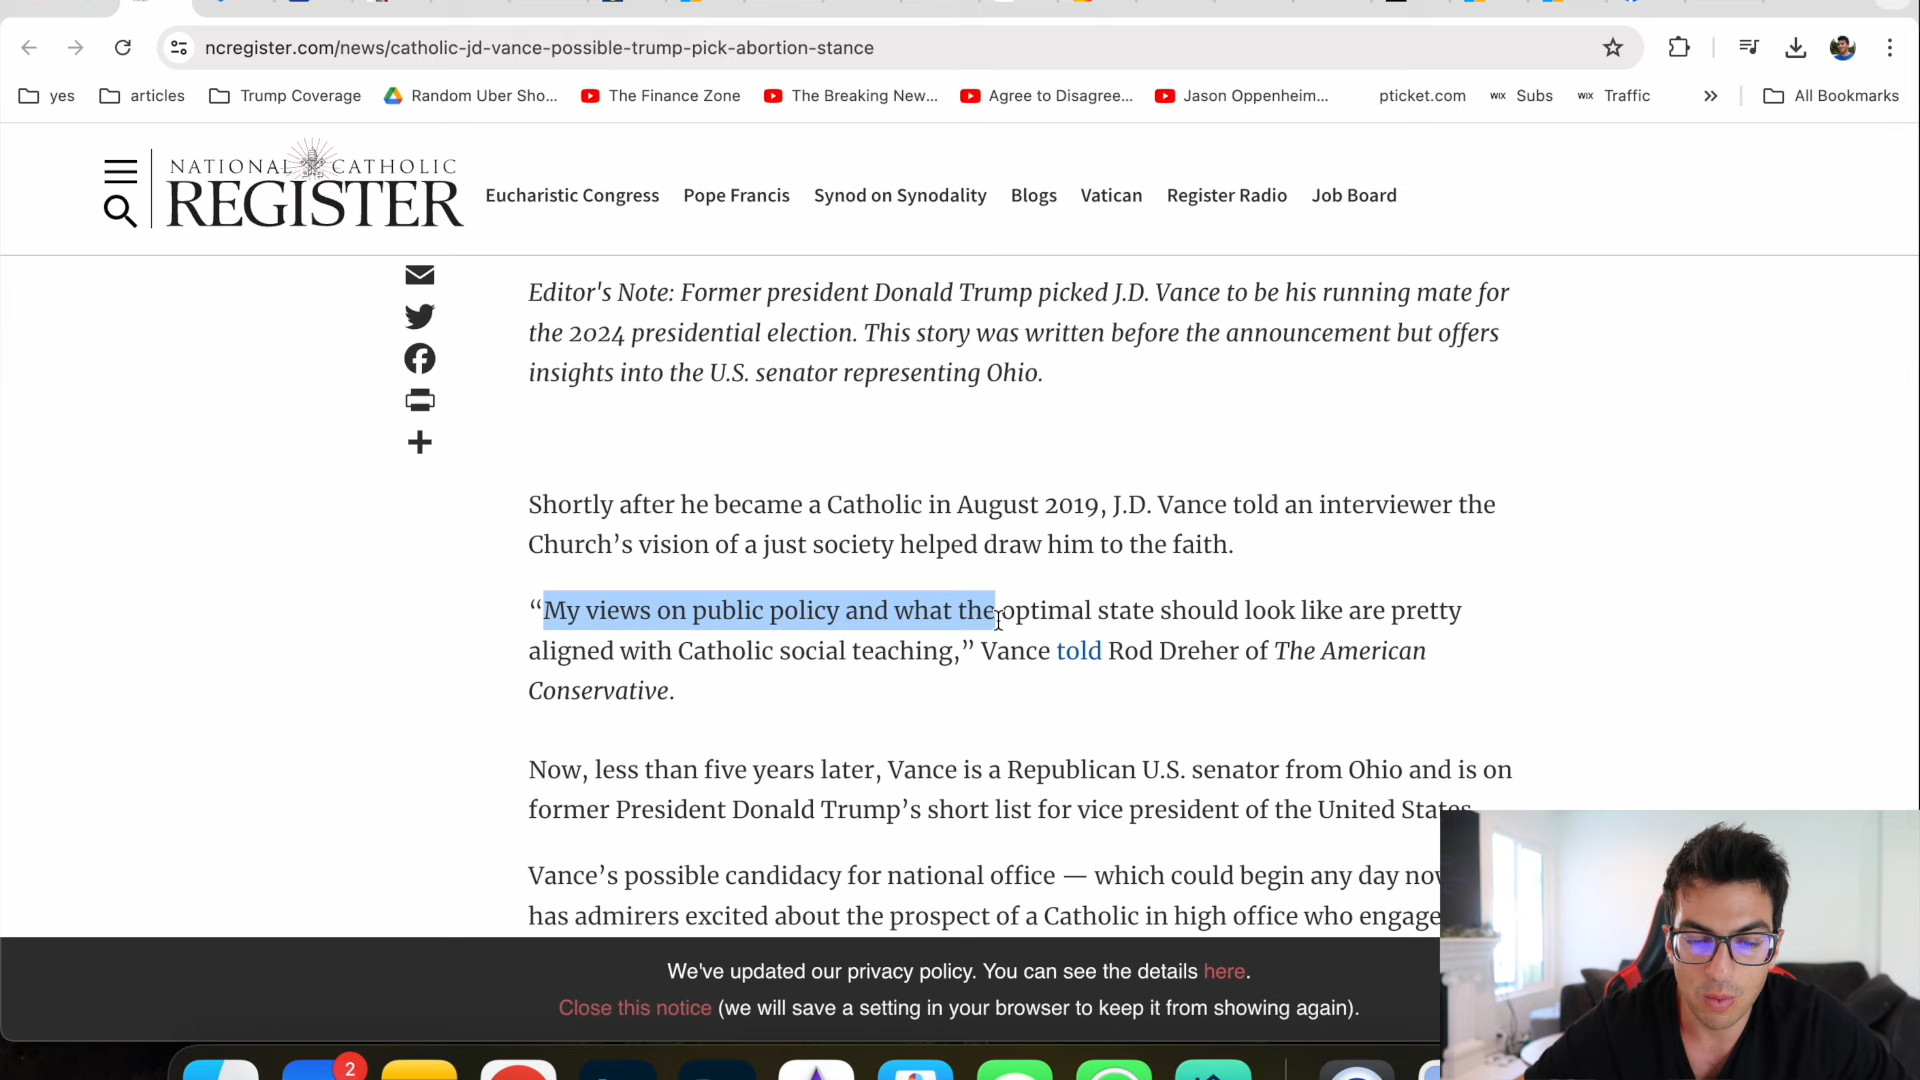 ncregister.com/news/catholic-jd-vance-possible-trump-pick-abortion-stance
yes articles Trump Coverage Random Uber Sho... The Finance Zone The Breaking New... Agree to Disagree... Jason Oppenheim... pticket.com WIX Subs WIX Traffic All Bookmarks
NATIONAL CATHOLIC
REGISTER
Eucharistic Congress Pope Francis Synod on Synodality Blogs Vatican Register Radio Job Board
Editor's Note: Former president Donald Trump picked J.D. Vance to be his running mate for
the 2024 presidential election. This story was written before the announcement but offers
insights into the U.S. senator representing Ohio.
Shortly after he became a Catholic in August 2019, J.D. Vance told an interviewer the
Church’s vision of a just society helped draw him to the faith.
“My views on public policy and what the optimal state should look like are pretty
aligned with Catholic social teaching,” Vance told Rod Dreher of The American
Conservative.
Now, less than five years later, Vance is a Republican U.S. senator from Ohio and is on
former President Donald Trump’s short list for vice president of the United States.
Vance’s possible candidacy for national office — which could begin any day now
has admirers excited about the prospect of a Catholic in high office who engage
We've updated our privacy policy. You can see the details here.
Close this notice (we will save a setting in your browser to keep it from showing again).
2